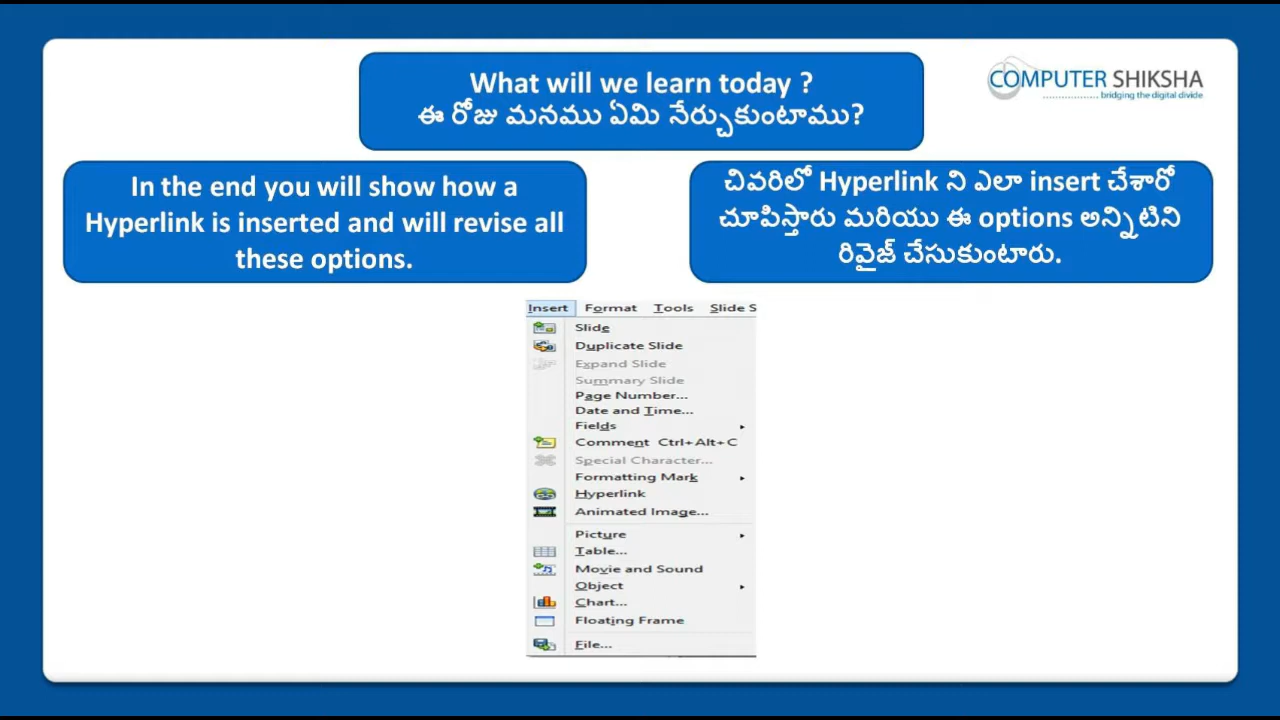 What will we learn today ?
ఈ రోజు మనము ఏమి నేర్చుకుంటాము?
COMPUTER SHIKSHA
bridging the digital divide
In the end you will show how a
Hyperlink is inserted and will revise all
these options.
చివరిలో Hyperlink ని ఎలా insert చేశారో
చూపిస్తారు మరియు ఈ options అన్నిటిని
రివైజ్ చేసుకుంటారు.
Insert Format Tools Slide S
Slide
Duplicate Slide
Expand Slide
Summary Slide
Page Number...
Date and Time...
Fields
Comment Ctrl+Alt+C
Special Character...
Formatting Mark
Hyperlink
Animated Image...
Picture
Table...
Movie and Sound
Object
Chart...
Floating Frame
File...